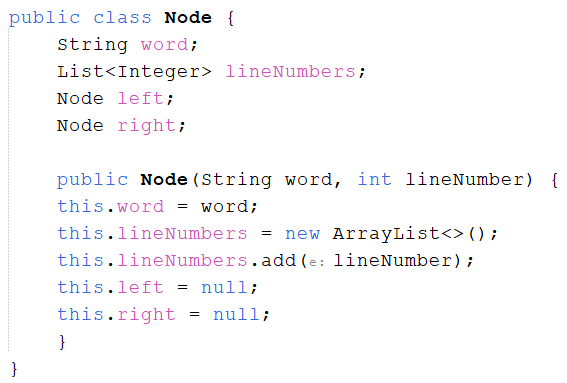 public class Node {
    String word;
    List<Integer> lineNumbers;
    Node left;
    Node right;

    public Node(String word, int lineNumber) {
    this.word = word;
    this.lineNumbers = new ArrayList<>();
    this.lineNumbers.add(e: lineNumber);
    this.left = null;
    this.right = null;
    }
}